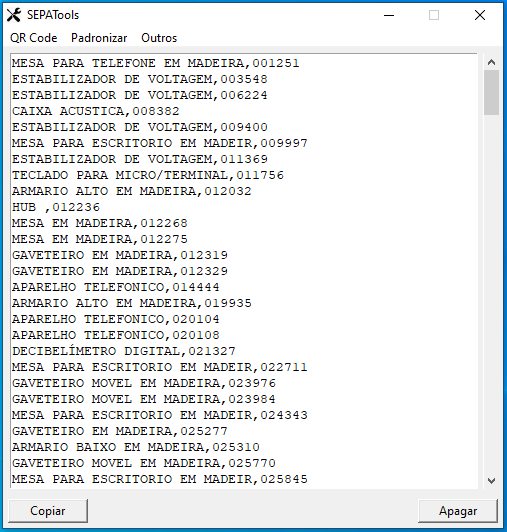 SEPATools
QR Code Padronizar Outros
MESA PARA TELEFONE EM MADEIRA,001251
ESTABILIZADOR DE VOLTAGEM,003548
ESTABILIZADOR DE VOLTAGEM,006224
CAIXA ACUSTICA,008382
ESTABILIZADOR DE VOLTAGEM,009400
MESA PARA ESCRITORIO EM MADEIR,009997
ESTABILIZADOR DE VOLTAGEM,011369
TECLADO PARA MICRO/TERMINAL,011756
ARMARIO ALTO EM MADEIRA,012032
HUB ,012236
MESA EM MADEIRA,012268
MESA EM MADEIRA,012275
GAVETEIRO EM MADEIRA,012319
GAVETEIRO EM MADEIRA,012329
APARELHO TELEFONICO,014444
ARMARIO ALTO EM MADEIRA,019935
APARELHO TELEFONICO,020104
APARELHO TELEFONICO,020108
DECIBELÍMETRO DIGITAL,021327
MESA PARA ESCRITORIO EM MADEIR,022711
GAVETEIRO MOVEL EM MADEIRA,023976
GAVETEIRO MOVEL EM MADEIRA,023984
MESA PARA ESCRITORIO EM MADEIR,024343
GAVETEIRO EM MADEIRA,025277
ARMARIO BAIXO EM MADEIRA,025310
GAVETEIRO MOVEL EM MADEIRA,025770
MESA PARA ESCRITORIO EM MADEIR,025845
Copiar Apagar